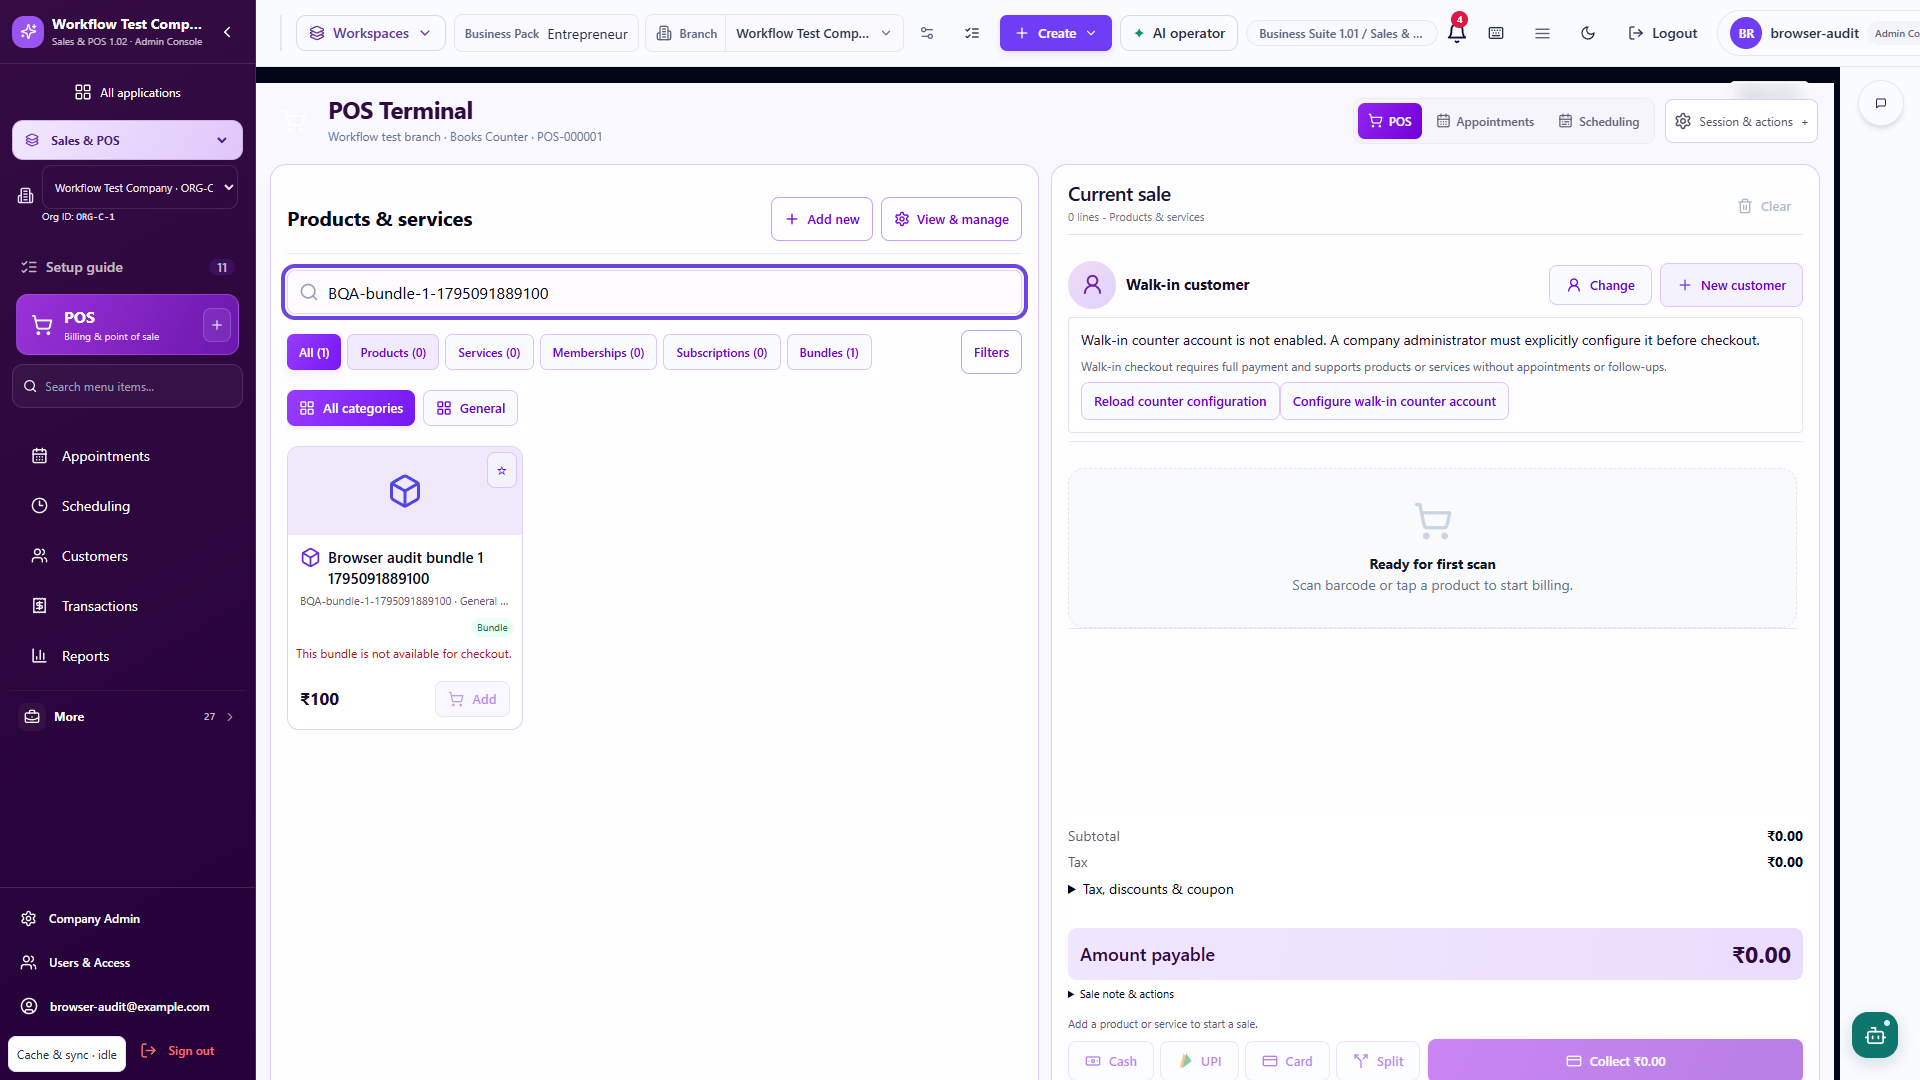 Workflow Test Comp...
Sales & POS 1.02 · Admin Console
All applications
Sales & POS
Workflow Test Company · ORG-C
Org ID: ORG-C-1
Setup guide 11
POS
Billing & point of sale
Search menu items...
Appointments
Scheduling
Customers
Transactions
Reports
More 27
Company Admin
Users & Access
browser-audit@example.com
Cache & sync · idle
Sign out
Workspaces
Business Pack Entrepreneur
Branch Workflow Test Comp...
Create
AI operator
Business Suite 1.01 / Sales & ...
4
Logout
BR browser-audit Admin Co
POS Terminal
Workflow test branch · Books Counter · POS-000001
POS
Appointments
Scheduling
Session & actions +
Products & services
Add new
View & manage
BQA-bundle-1-1795091889100
All (1)
Products (0)
Services (0)
Memberships (0)
Subscriptions (0)
Bundles (1)
Filters
All categories
General
Browser audit bundle 1
1795091889100
BQA-bundle-1-1795091889100 · General ...
Bundle
This bundle is not available for checkout.
₹100
Add
Current sale
0 lines - Products & services
Clear
Walk-in customer
Change
New customer
Walk-in counter account is not enabled. A company administrator must explicitly configure it before checkout.
Walk-in checkout requires full payment and supports products or services without appointments or follow-ups.
Reload counter configuration
Configure walk-in counter account
Ready for first scan
Scan barcode or tap a product to start billing.
Subtotal ₹0.00
Tax ₹0.00
Tax, discounts & coupon
Amount payable ₹0.00
Sale note & actions
Add a product or service to start a sale.
Cash
UPI
Card
Split
Collect ₹0.00